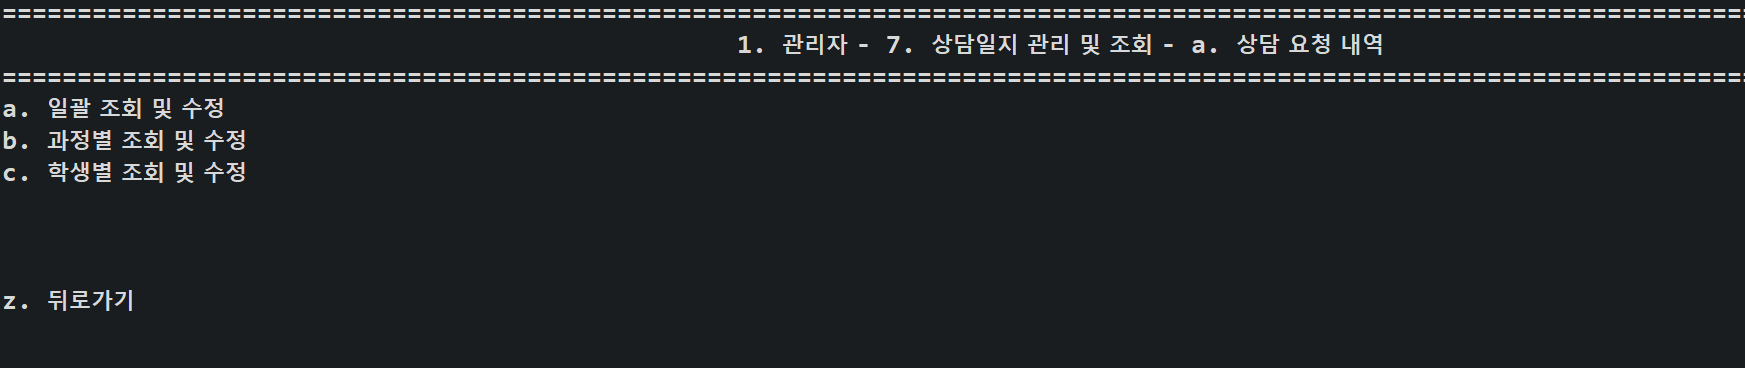 ====================================================================================================================
1. 관리자 - 7. 상담일지 관리 및 조회 - a. 상담 요청 내역
====================================================================================================================
a. 일괄 조회 및 수정
b. 과정별 조회 및 수정
c. 학생별 조회 및 수정
z. 뒤로가기